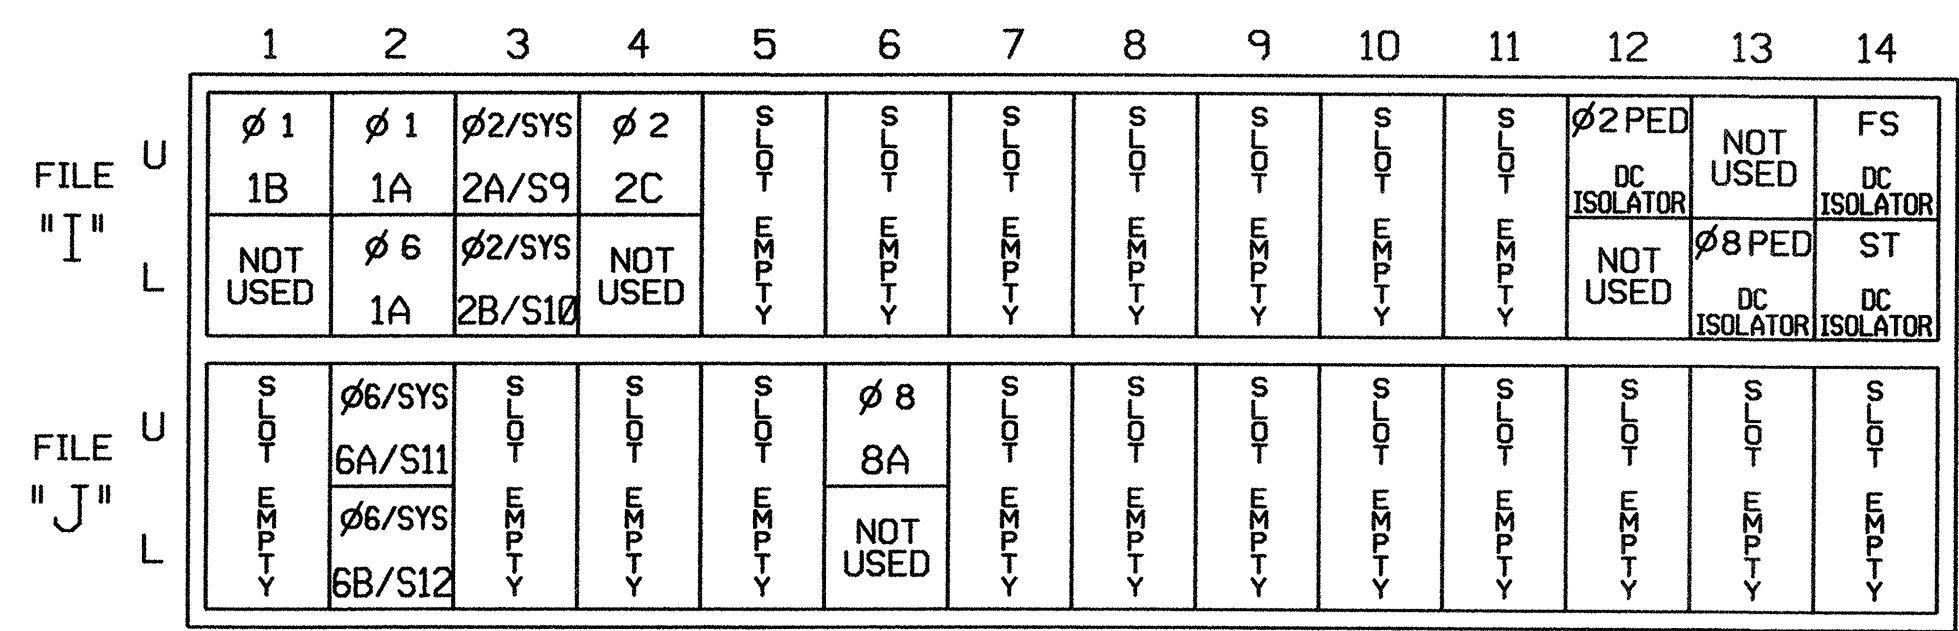 1 2 3 4 5 6 7 8 9 10 11 12 13 14
FILE "I"
U
Ø 1 1B
Ø 1 1A
Ø2/SYS 2A/S9
Ø 2 2C
SLOT EMPTY
SLOT EMPTY
SLOT EMPTY
SLOT EMPTY
SLOT EMPTY
SLOT EMPTY
SLOT EMPTY
Ø2 PED DC ISOLATOR
NOT USED
FS DC ISOLATOR
L
NOT USED
Ø 6 1A
Ø2/SYS 2B/S10
NOT USED
NOT USED
Ø8 PED DC ISOLATOR
ST DC ISOLATOR
FILE "J"
U
SLOT EMPTY
Ø6/SYS 6A/S11
SLOT EMPTY
SLOT EMPTY
SLOT EMPTY
Ø 8 8A
SLOT EMPTY
SLOT EMPTY
SLOT EMPTY
SLOT EMPTY
SLOT EMPTY
SLOT EMPTY
SLOT EMPTY
SLOT EMPTY
L
Ø6/SYS 6B/S12
NOT USED